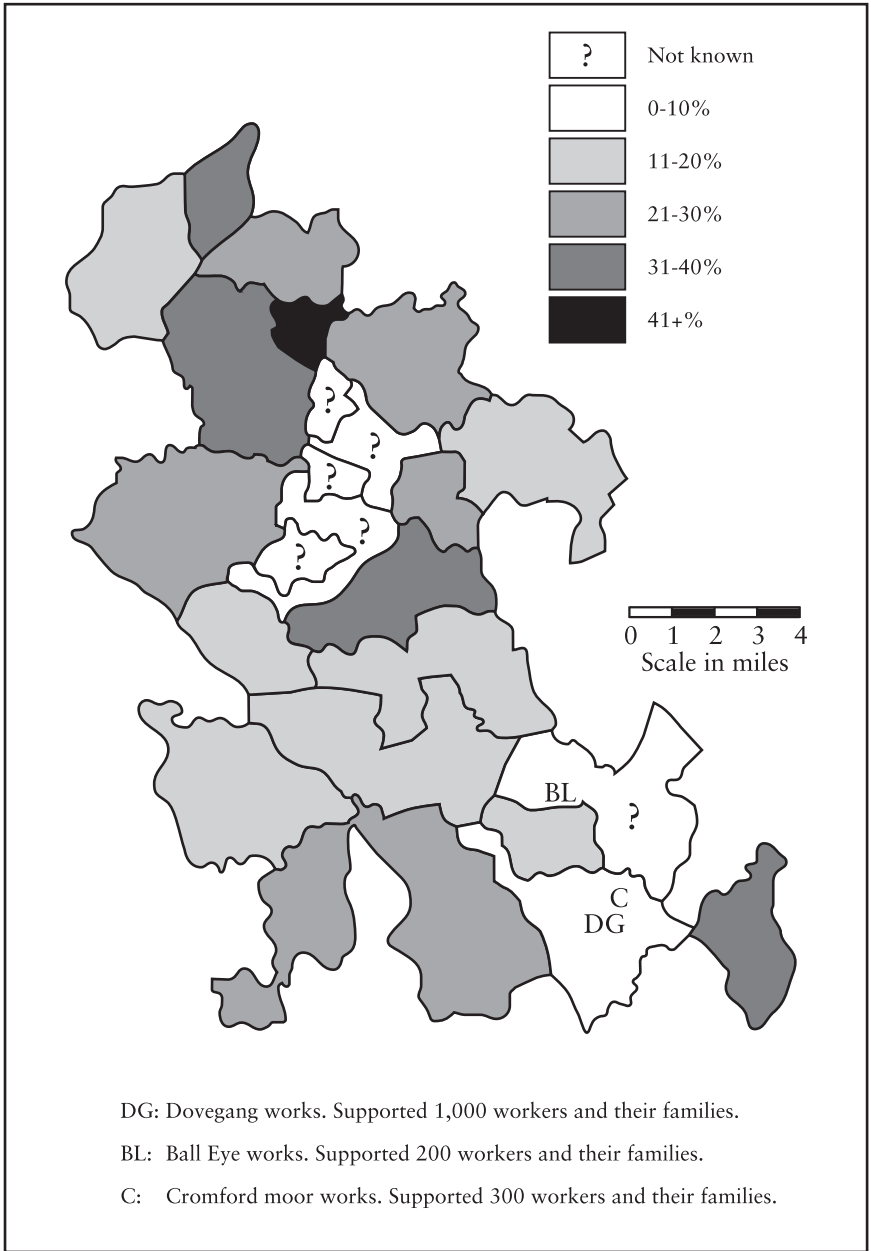 ? Not known
0-10%
11-20%
21-30%
31-40%
41+%
?
?
?
?
?
0 1 2 3 4
Scale in miles
BL
?
C
DG
DG: Dovegang works. Supported 1,000 workers and their families.
BL: Ball Eye works. Supported 200 workers and their families.
C: Cromford moor works. Supported 300 workers and their families.